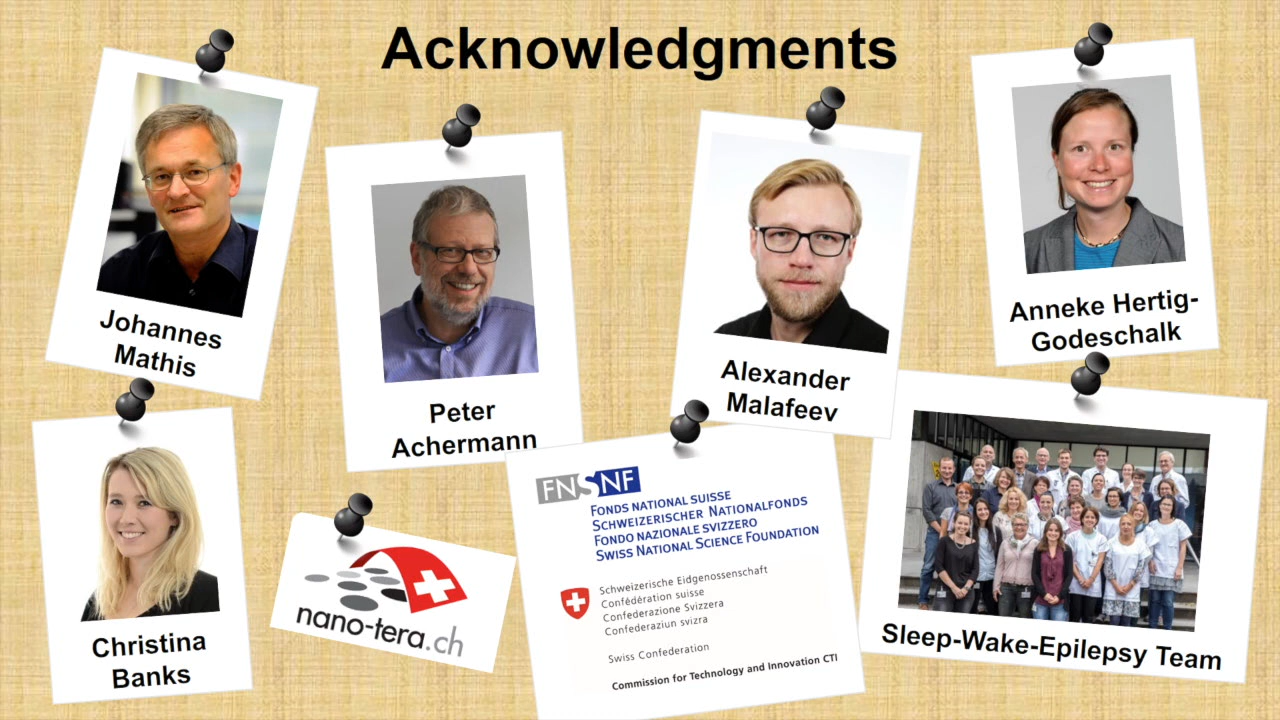 Acknowledgments
Johannes
Mathis
Peter
Achermann
Alexander
Malafeev
Anneke Hertig-
Godeschalk
Christina
Banks
nano-tera.ch
FNSNF
FONDS NATIONAL SUISSE
SCHWEIZERISCHER NATIONALFONDS
FONDO NAZIONALE SVIZZERO
SWISS NATIONAL SCIENCE FOUNDATION
Schweizerische Eidgenossenschaft
Confédération suisse
Confederazione Svizzera
Confederaziun svizra
Swiss Confederation
Commission for Technology and Innovation CTI
Sleep-Wake-Epilepsy Team